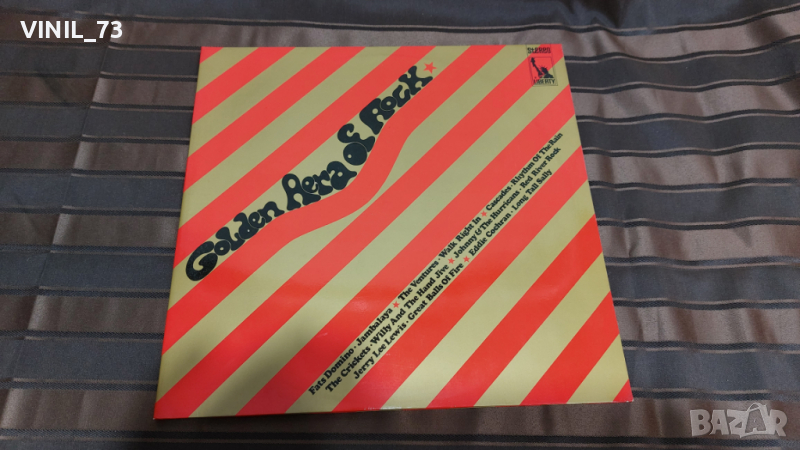 VINIL_73
Golden Aera of Rock
STEREO
LIBERTY
Fats Domino · Jambalaya ★ The Ventures · Walk Right In ★ Cascades · Rhythm Of The Rain
The Crickets · Willy And The Hand Jive ★ Johnny & The Hurricans · Red River Rock
Jerry Lee Lewis · Great Balls Of Fire ★ Eddie Cochran · Long Tall Sally
BAZAR